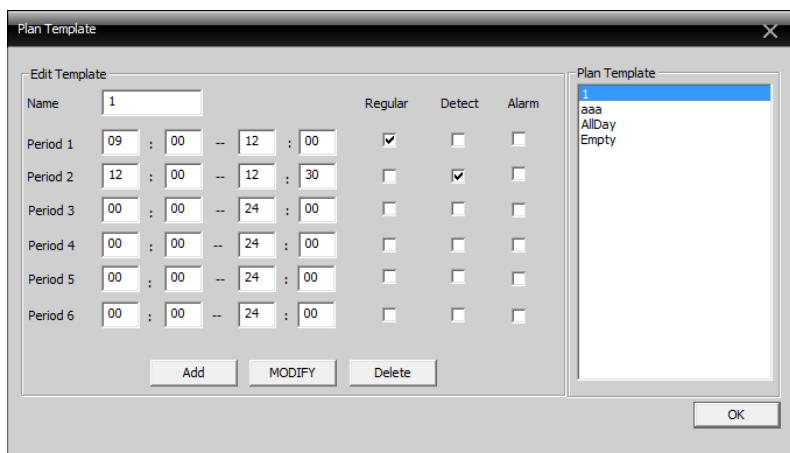 Plan Template
Edit Template
Name 1 Regular Detect Alarm
Period 1 09 : 00 -- 12 : 00
Period 2 12 : 00 -- 12 : 30
Period 3 00 : 00 -- 24 : 00
Period 4 00 : 00 -- 24 : 00
Period 5 00 : 00 -- 24 : 00
Period 6 00 : 00 -- 24 : 00
Add MODIFY Delete
Plan Template
1
aaa
AllDay
Empty
OK